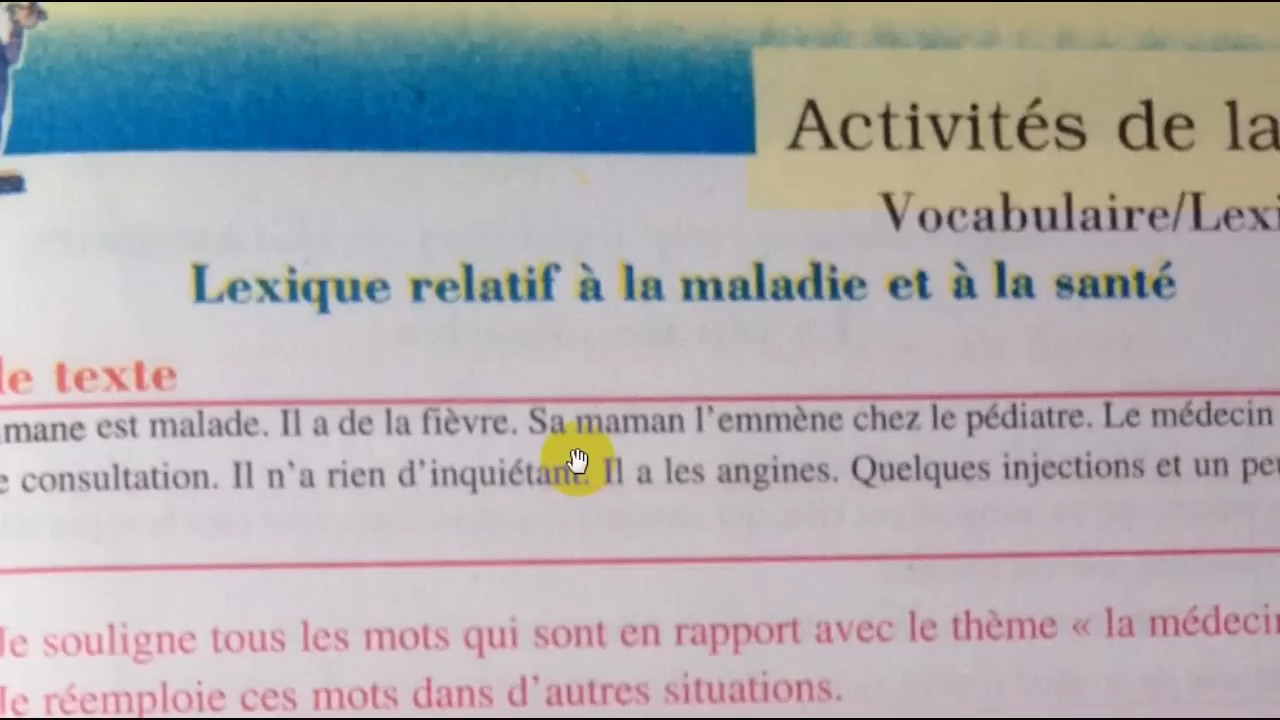 Activités de la
Vocabulaire/Lexi
Lexique relatif à la maladie et à la santé
le texte
mane est malade. Il a de la fièvre. Sa maman l'emmène chez le pédiatre. Le médecin
e consultation. Il n'a rien d'inquiétant. Il a les angines. Quelques injections et un pe
Je souligne tous les mots qui sont en rapport avec le thème « la médecin
Je réemploie ces mots dans d'autres situations.